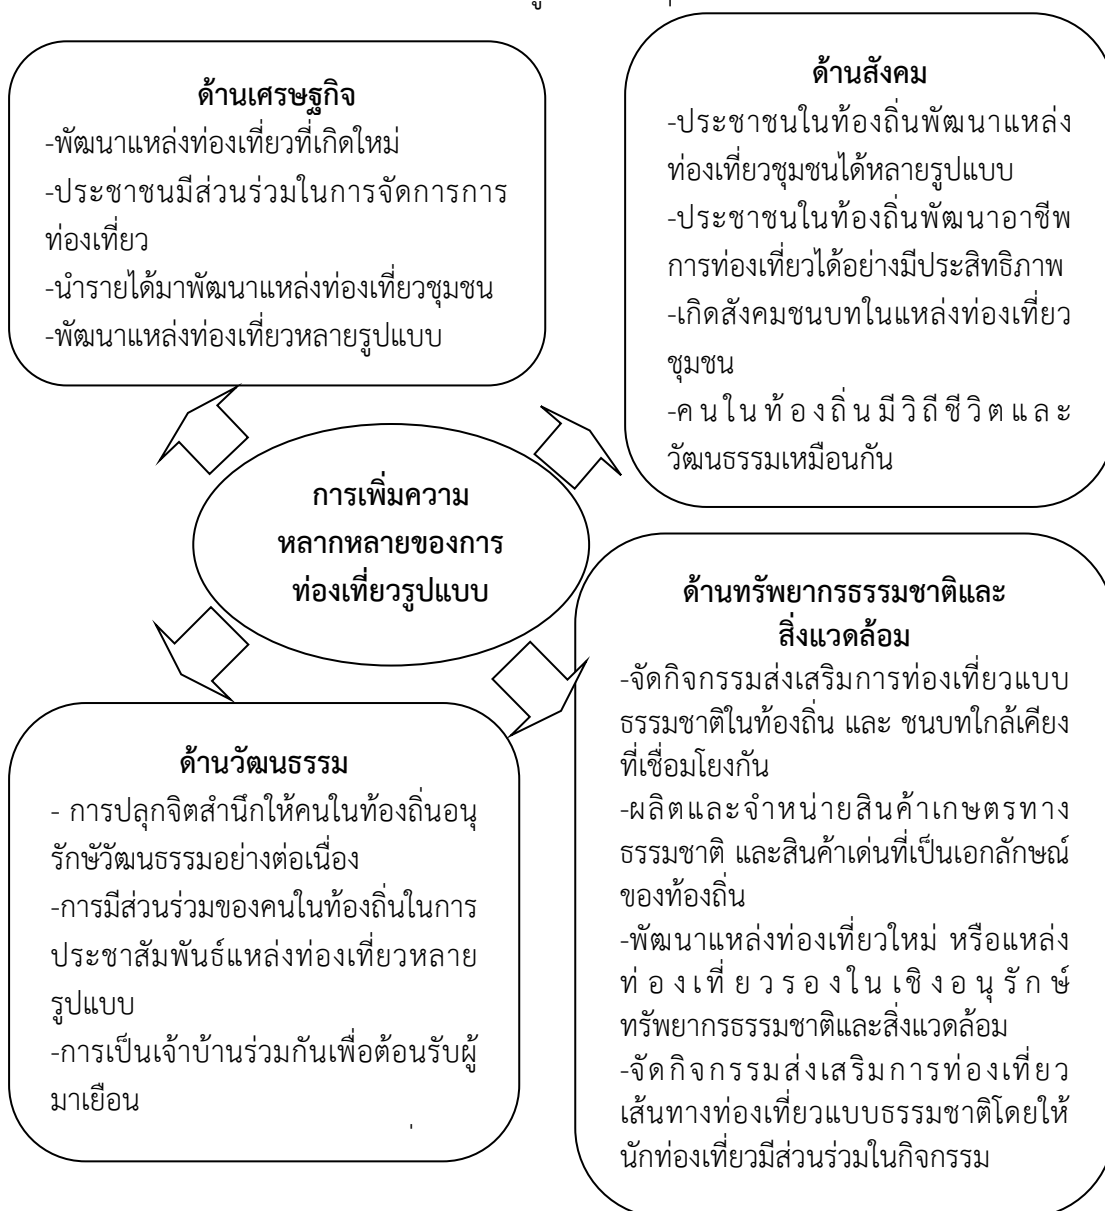 ด้านเศรษฐกิจ
-พัฒนาแหล่งท่องเที่ยวที่เกิดใหม่
-ประชาชนมีส่วนร่วมในการจัดการการ
ท่องเที่ยว
-นำรายได้มาพัฒนาแหล่งท่องเที่ยวชุมชน
-พัฒนาแหล่งท่องเที่ยวหลายรูปแบบ
ด้านสังคม
-ประชาชนในท้องถิ่นพัฒนาแหล่ง
ท่องเที่ยวชุมชนได้หลายรูปแบบ
-ประชาชนในท้องถิ่นพัฒนาอาชีพ
การท่องเที่ยวได้อย่างมีประสิทธิภาพ
-เกิดสังคมชนบทในแหล่งท่องเที่ยว
ชุมชน
-คนในท้องถิ่นมีวิถีชีวิตและ
วัฒนธรรมเหมือนกัน
การเพิ่มความ
หลากหลายของการ
ท่องเที่ยวรูปแบบ
ด้านวัฒนธรรม
- การปลุกจิตสำนึกให้คนในท้องถิ่นอนุ
รักษัวัฒนธรรมอย่างต่อเนื่อง
-การมีส่วนร่วมของคนในท้องถิ่นในการ
ประชาสัมพันธ์แหล่งท่องเที่ยวหลาย
รูปแบบ
-การเป็นเจ้าบ้านร่วมกันเพื่อต้อนรับผู้
มาเยือน
ด้านทรัพยากรธรรมชาติและ
สิ่งแวดล้อม
-จัดกิจกรรมส่งเสริมการท่องเที่ยวแบบ
ธรรมชาติในท้องถิ่น และ ชนบทใกล้เคียง
ที่เชื่อมโยงกัน
-ผลิตและจำหน่ายสินค้าเกษตรทาง
ธรรมชาติ และสินค้าเด่นที่เป็นเอกลักษณ์
ของท้องถิ่น
-พัฒนาแหล่งท่องเที่ยวใหม่ หรือแหล่ง
ท่องเที่ยวรองในเชิงอนุรักษ์
ทรัพยากรธรรมชาติและสิ่งแวดล้อม
-จัดกิจกรรมส่งเสริมการท่องเที่ยว
เส้นทางท่องเที่ยวแบบธรรมชาติโดยให้
นักท่องเที่ยวมีส่วนร่วมในกิจกรรม